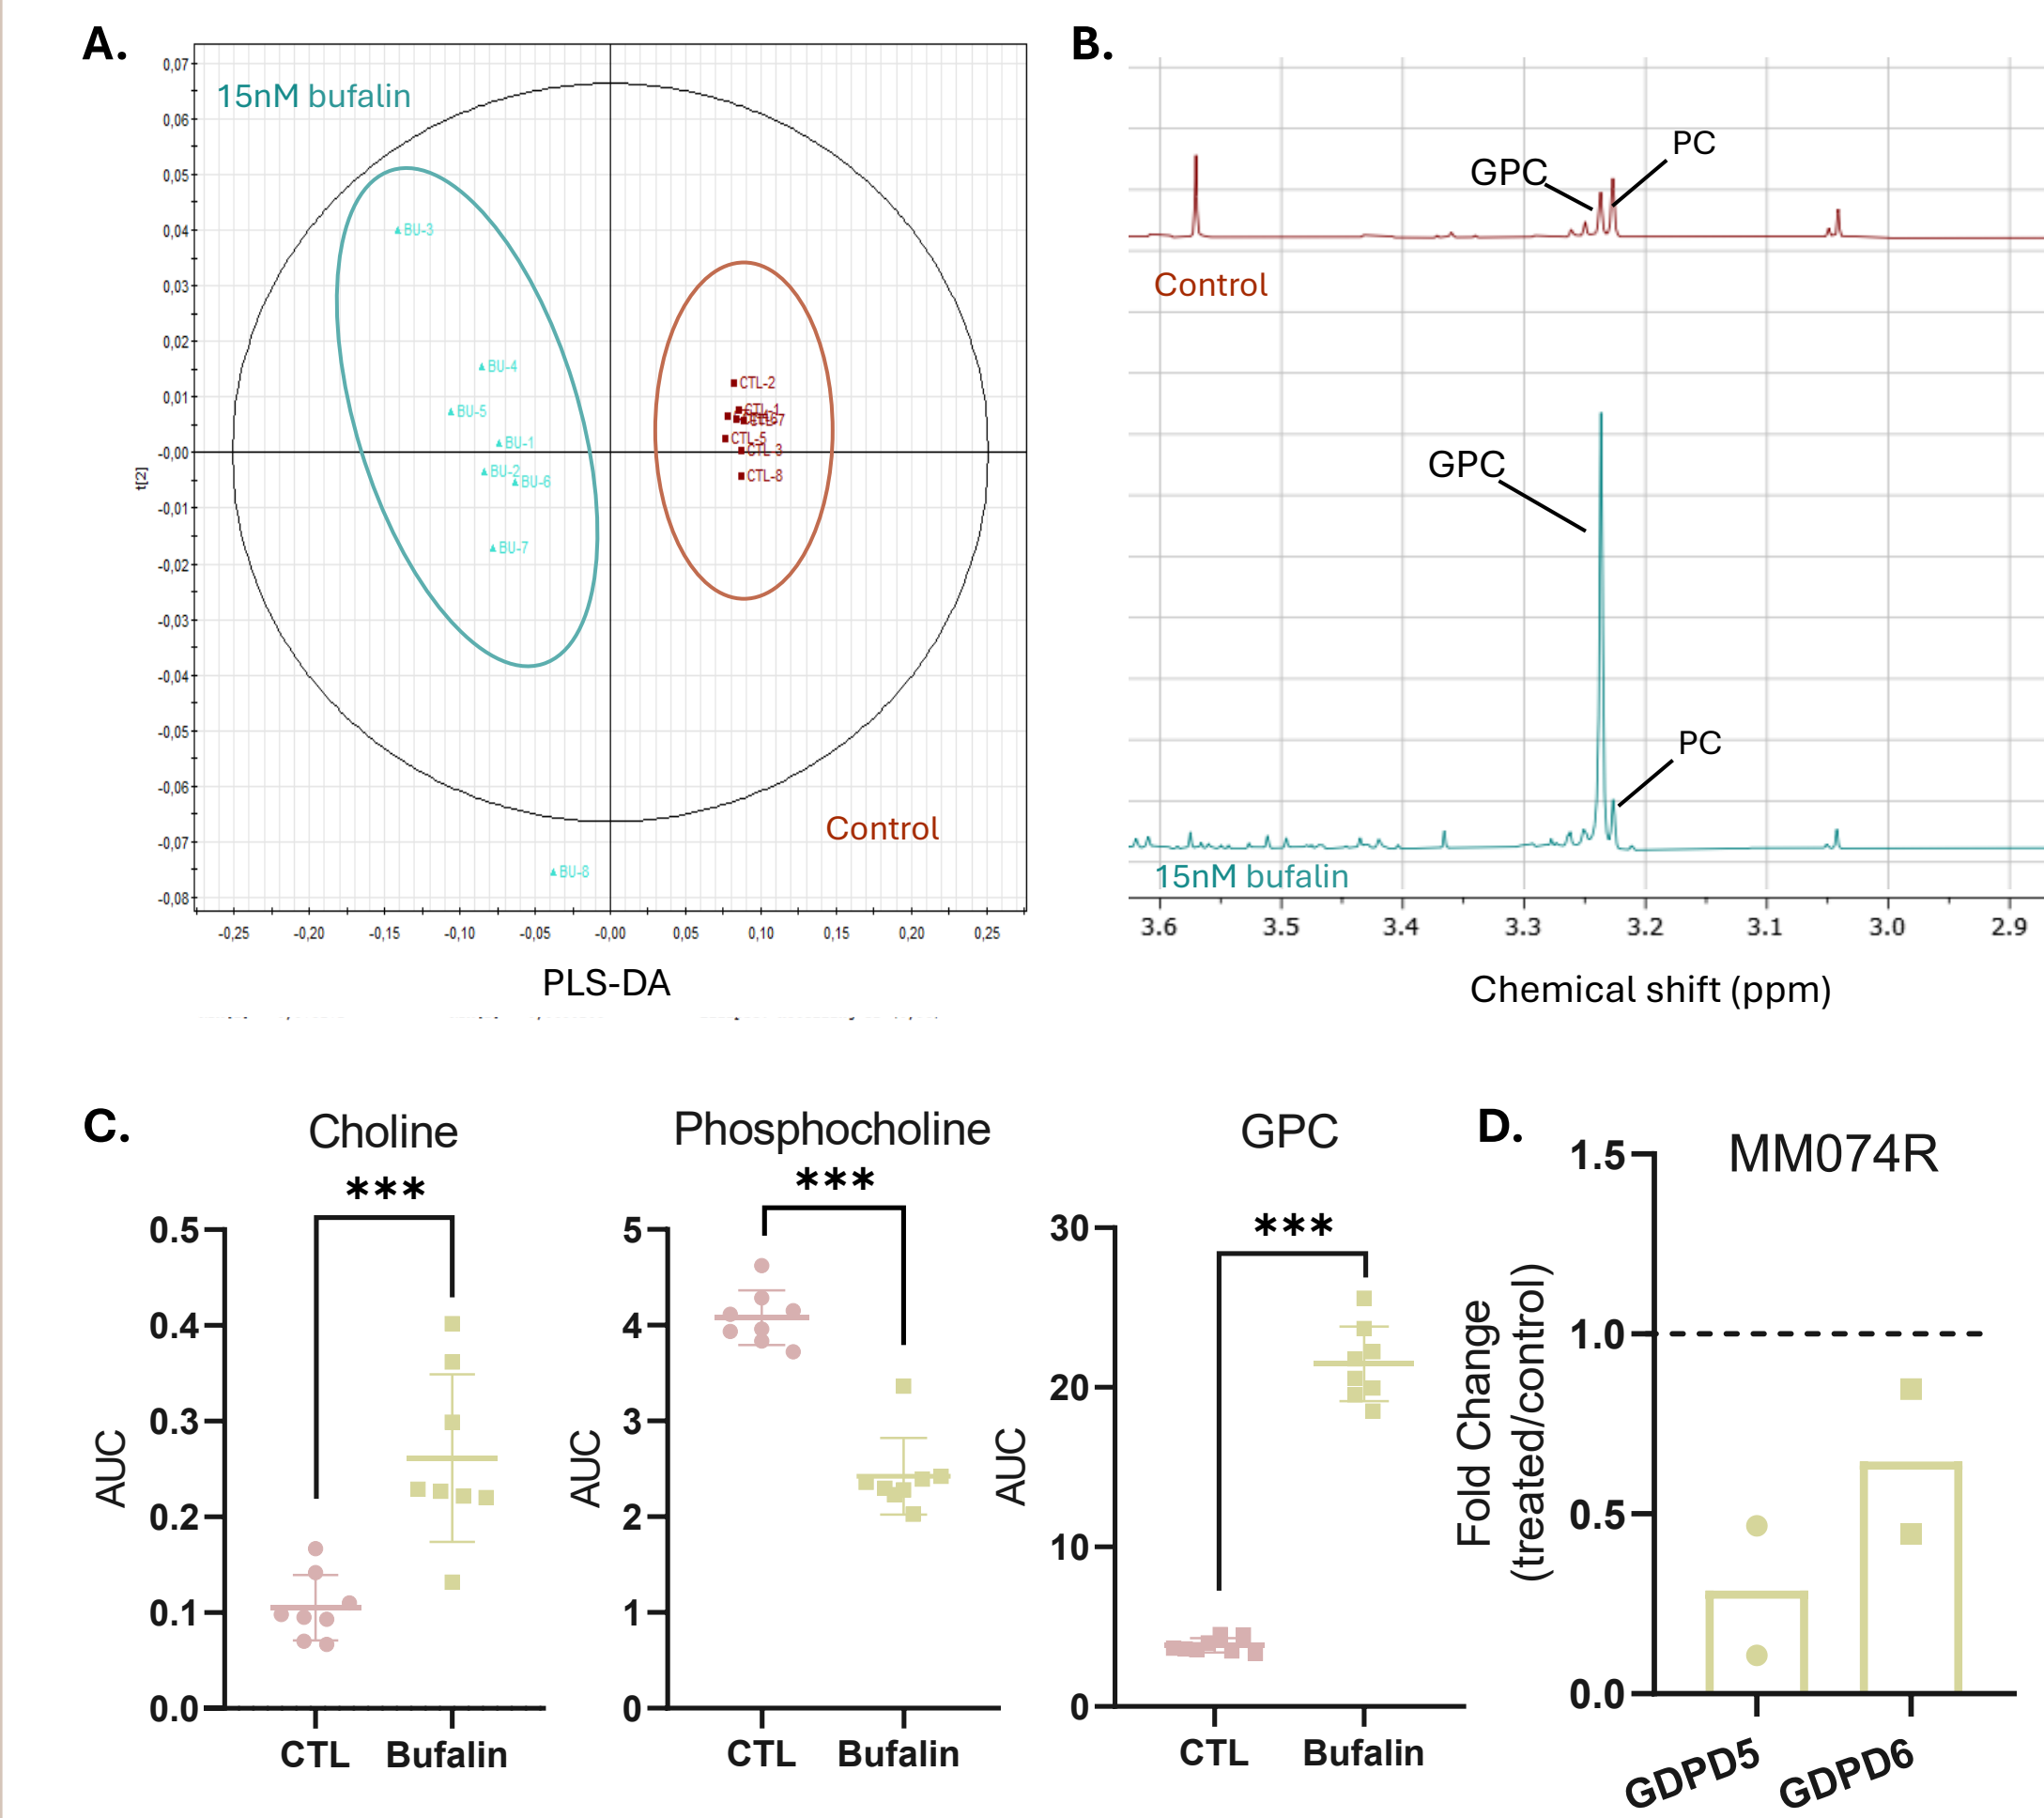 A.
15nM bufalin
0,07
0,06
0,05
0,04
0,03
0,02
0,01
-0,00
-0,01
-0,02
-0,03
-0,04
-0,05
-0,06
-0,07
-0,08
t[2]
BU-3
BU-4
BU-5
BU-1
BU-2
BU-6
BU-7
BU-8
CTL-2
CTL-1
CTL-5
CTL-3
CTL-8
Control
-0,25 -0,20 -0,15 -0,10 -0,05 -0,00 0,05 0,10 0,15 0,20 0,25
PLS-DA
B.
GPC
PC
Control
GPC
PC
15nM bufalin
3.6 3.5 3.4 3.3 3.2 3.1 3.0 2.9
Chemical shift (ppm)
C.
Choline
***
AUC
0.5
0.4
0.3
0.2
0.1
0.0
CTL Bufalin
Phosphocholine
***
AUC
5
4
3
2
1
0
CTL Bufalin
GPC
***
AUC
30
20
10
0
CTL Bufalin
D.
MM074R
Fold Change
(treated/control)
1.5
1.0
0.5
0.0
GDPD5 GDPD6